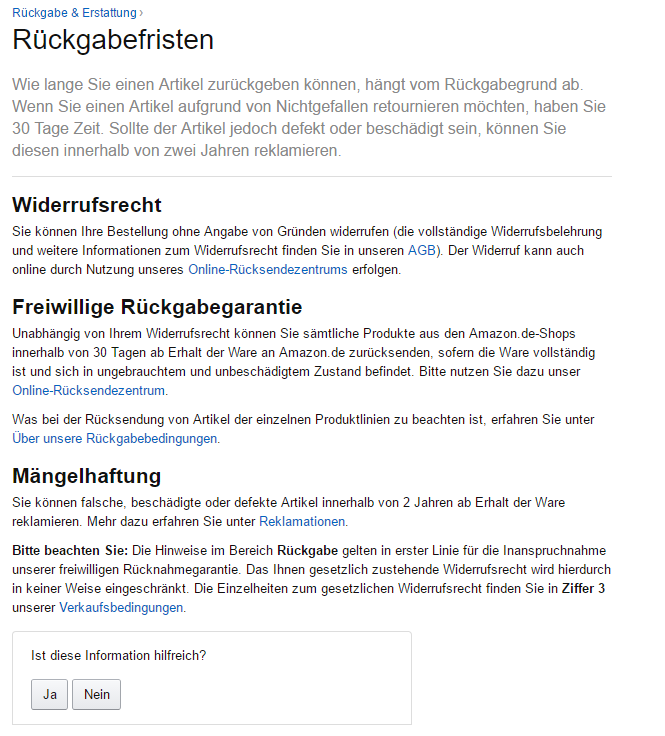 Rückgabe & Erstattung ›
Rückgabefristen
Wie lange Sie einen Artikel zurückgeben können, hängt vom Rückgabegrund ab.
Wenn Sie einen Artikel aufgrund von Nichtgefallen retournieren möchten, haben Sie
30 Tage Zeit. Sollte der Artikel jedoch defekt oder beschädigt sein, können Sie
diesen innerhalb von zwei Jahren reklamieren.
Widerrufsrecht
Sie können Ihre Bestellung ohne Angabe von Gründen widerrufen (die vollständige Widerrufsbelehrung
und weitere Informationen zum Widerrufsrecht finden Sie in unseren AGB). Der Widerruf kann auch
online durch Nutzung unseres Online-Rücksendezentrums erfolgen.
Freiwillige Rückgabegarantie
Unabhängig von Ihrem Widerrufsrecht können Sie sämtliche Produkte aus den Amazon.de-Shops
innerhalb von 30 Tagen ab Erhalt der Ware an Amazon.de zurücksenden, sofern die Ware vollständig
ist und sich in ungebrauchtem und unbeschädigtem Zustand befindet. Bitte nutzen Sie dazu unser
Online-Rücksendezentrum.
Was bei der Rücksendung von Artikel der einzelnen Produktlinien zu beachten ist, erfahren Sie unter
Über unsere Rückgabebedingungen.
Mängelhaftung
Sie können falsche, beschädigte oder defekte Artikel innerhalb von 2 Jahren ab Erhalt der Ware
reklamieren. Mehr dazu erfahren Sie unter Reklamationen.
Bitte beachten Sie: Die Hinweise im Bereich Rückgabe gelten in erster Linie für die Inanspruchnahme
unserer freiwilligen Rücknahmegarantie. Das Ihnen gesetzlich zustehende Widerrufsrecht wird hierdurch
in keiner Weise eingeschränkt. Die Einzelheiten zum gesetzlichen Widerrufsrecht finden Sie in Ziffer 3
unserer Verkaufsbedingungen.
Ist diese Information hilfreich?
Ja Nein